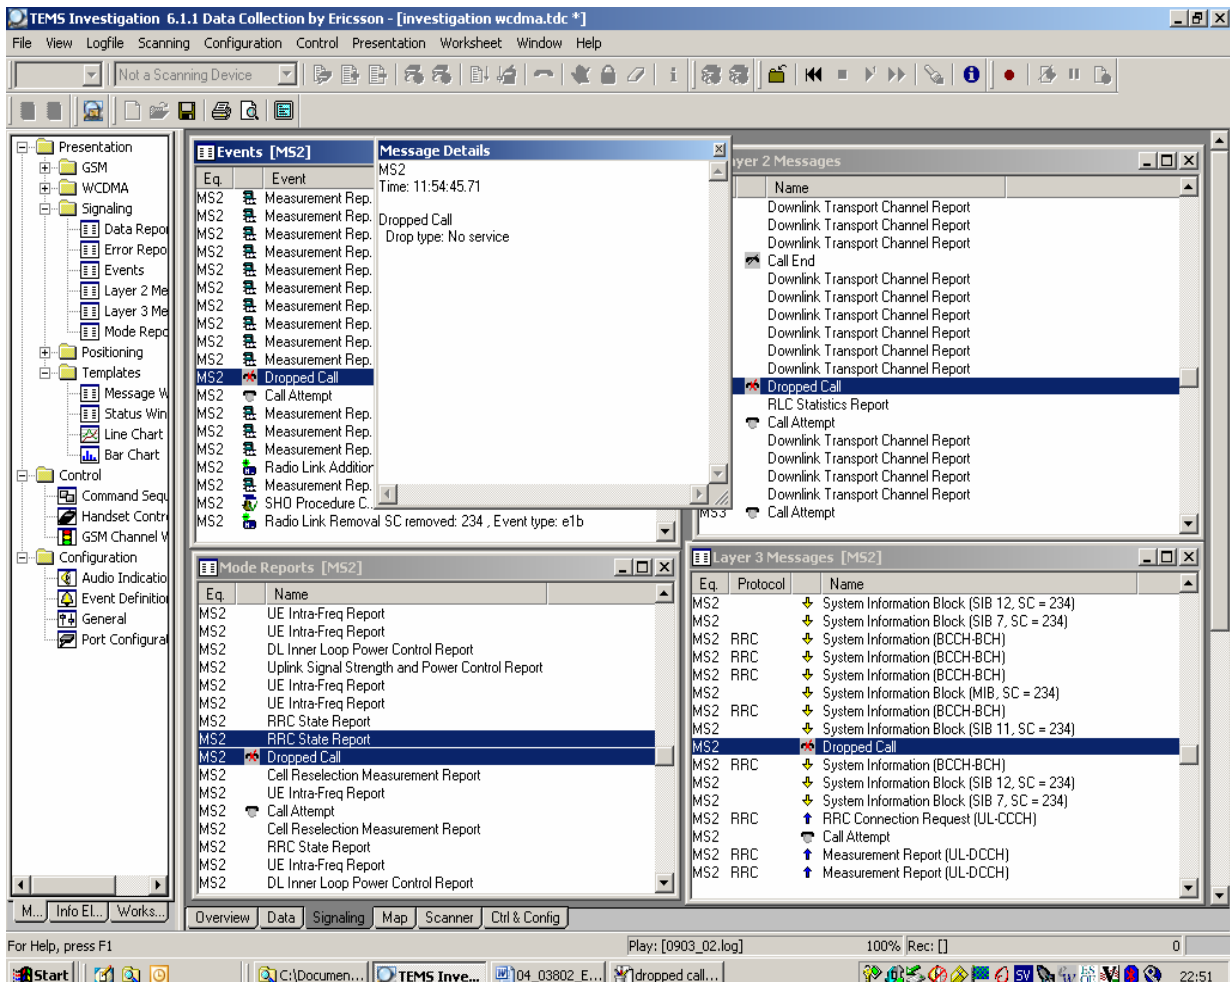 TEMS Investigation 6.1.1 Data Collection by Ericsson - [investigation wcdma.tdc *]
File View Logfile Scanning Configuration Control Presentation Worksheet Window Help
Not a Scanning Device
Presentation
GSM
WCDMA
Signaling
Data Repor
Error Repo
Events
Layer 2 Me
Layer 3 Me
Mode Repo
Positioning
Templates
Message W
Status Win
Line Chart
Bar Chart
Control
Command Sequ
Handset Contr
GSM Channel V
Configuration
Audio Indicatio
Event Definition
General
Port Configurat
M... Info El... Works...
Events [MS2]
Eq. Event
MS2 Measurement Rep.
MS2 Measurement Rep.
MS2 Measurement Rep.
MS2 Measurement Rep.
MS2 Measurement Rep.
MS2 Measurement Rep.
MS2 Measurement Rep.
MS2 Measurement Rep.
MS2 Measurement Rep.
MS2 Measurement Rep.
MS2 Dropped Call
MS2 Call Attempt
MS2 Measurement Rep.
MS2 Measurement Rep.
MS2 Measurement Rep.
MS2 Radio Link Addition
MS2 Measurement Rep.
MS2 SHO Procedure C...
MS2 Radio Link Removal SC removed: 234 , Event type: e1b
Message Details
MS2
Time: 11:54:45.71
Dropped Call
Drop type: No service
ayer 2 Messages
Name
Downlink Transport Channel Report
Downlink Transport Channel Report
Downlink Transport Channel Report
Call End
Downlink Transport Channel Report
Downlink Transport Channel Report
Downlink Transport Channel Report
Downlink Transport Channel Report
Downlink Transport Channel Report
Downlink Transport Channel Report
Dropped Call
RLC Statistics Report
Call Attempt
Downlink Transport Channel Report
Downlink Transport Channel Report
Downlink Transport Channel Report
Downlink Transport Channel Report
MS3 Call Attempt
Mode Reports [MS2]
Eq. Name
MS2 UE Intra-Freq Report
MS2 UE Intra-Freq Report
MS2 DL Inner Loop Power Control Report
MS2 Uplink Signal Strength and Power Control Report
MS2 UE Intra-Freq Report
MS2 UE Intra-Freq Report
MS2 RRC State Report
MS2 RRC State Report
MS2 Dropped Call
MS2 Cell Reselection Measurement Report
MS2 UE Intra-Freq Report
MS2 Call Attempt
MS2 Cell Reselection Measurement Report
MS2 RRC State Report
MS2 UE Intra-Freq Report
MS2 DL Inner Loop Power Control Report
Layer 3 Messages [MS2]
Eq. Protocol Name
MS2 System Information Block (SIB 12, SC = 234)
MS2 System Information Block (SIB 7, SC = 234)
MS2 RRC System Information (BCCH-BCH)
MS2 RRC System Information (BCCH-BCH)
MS2 RRC System Information (BCCH-BCH)
MS2 System Information Block (MIB, SC = 234)
MS2 RRC System Information (BCCH-BCH)
MS2 System Information Block (SIB 11, SC = 234)
MS2 Dropped Call
MS2 RRC System Information (BCCH-BCH)
MS2 System Information Block (SIB 12, SC = 234)
MS2 System Information Block (SIB 7, SC = 234)
MS2 RRC RRC Connection Request (UL-CCCH)
MS2 Call Attempt
MS2 RRC Measurement Report (UL-DCCH)
MS2 RRC Measurement Report (UL-DCCH)
Overview Data Signaling Map Scanner Ctrl & Config
For Help, press F1 Play: [0903_02.log] 100% Rec: [] 0
Start C:\Documen... TEMS Inve... 04_03802_E... dropped call... 22:51